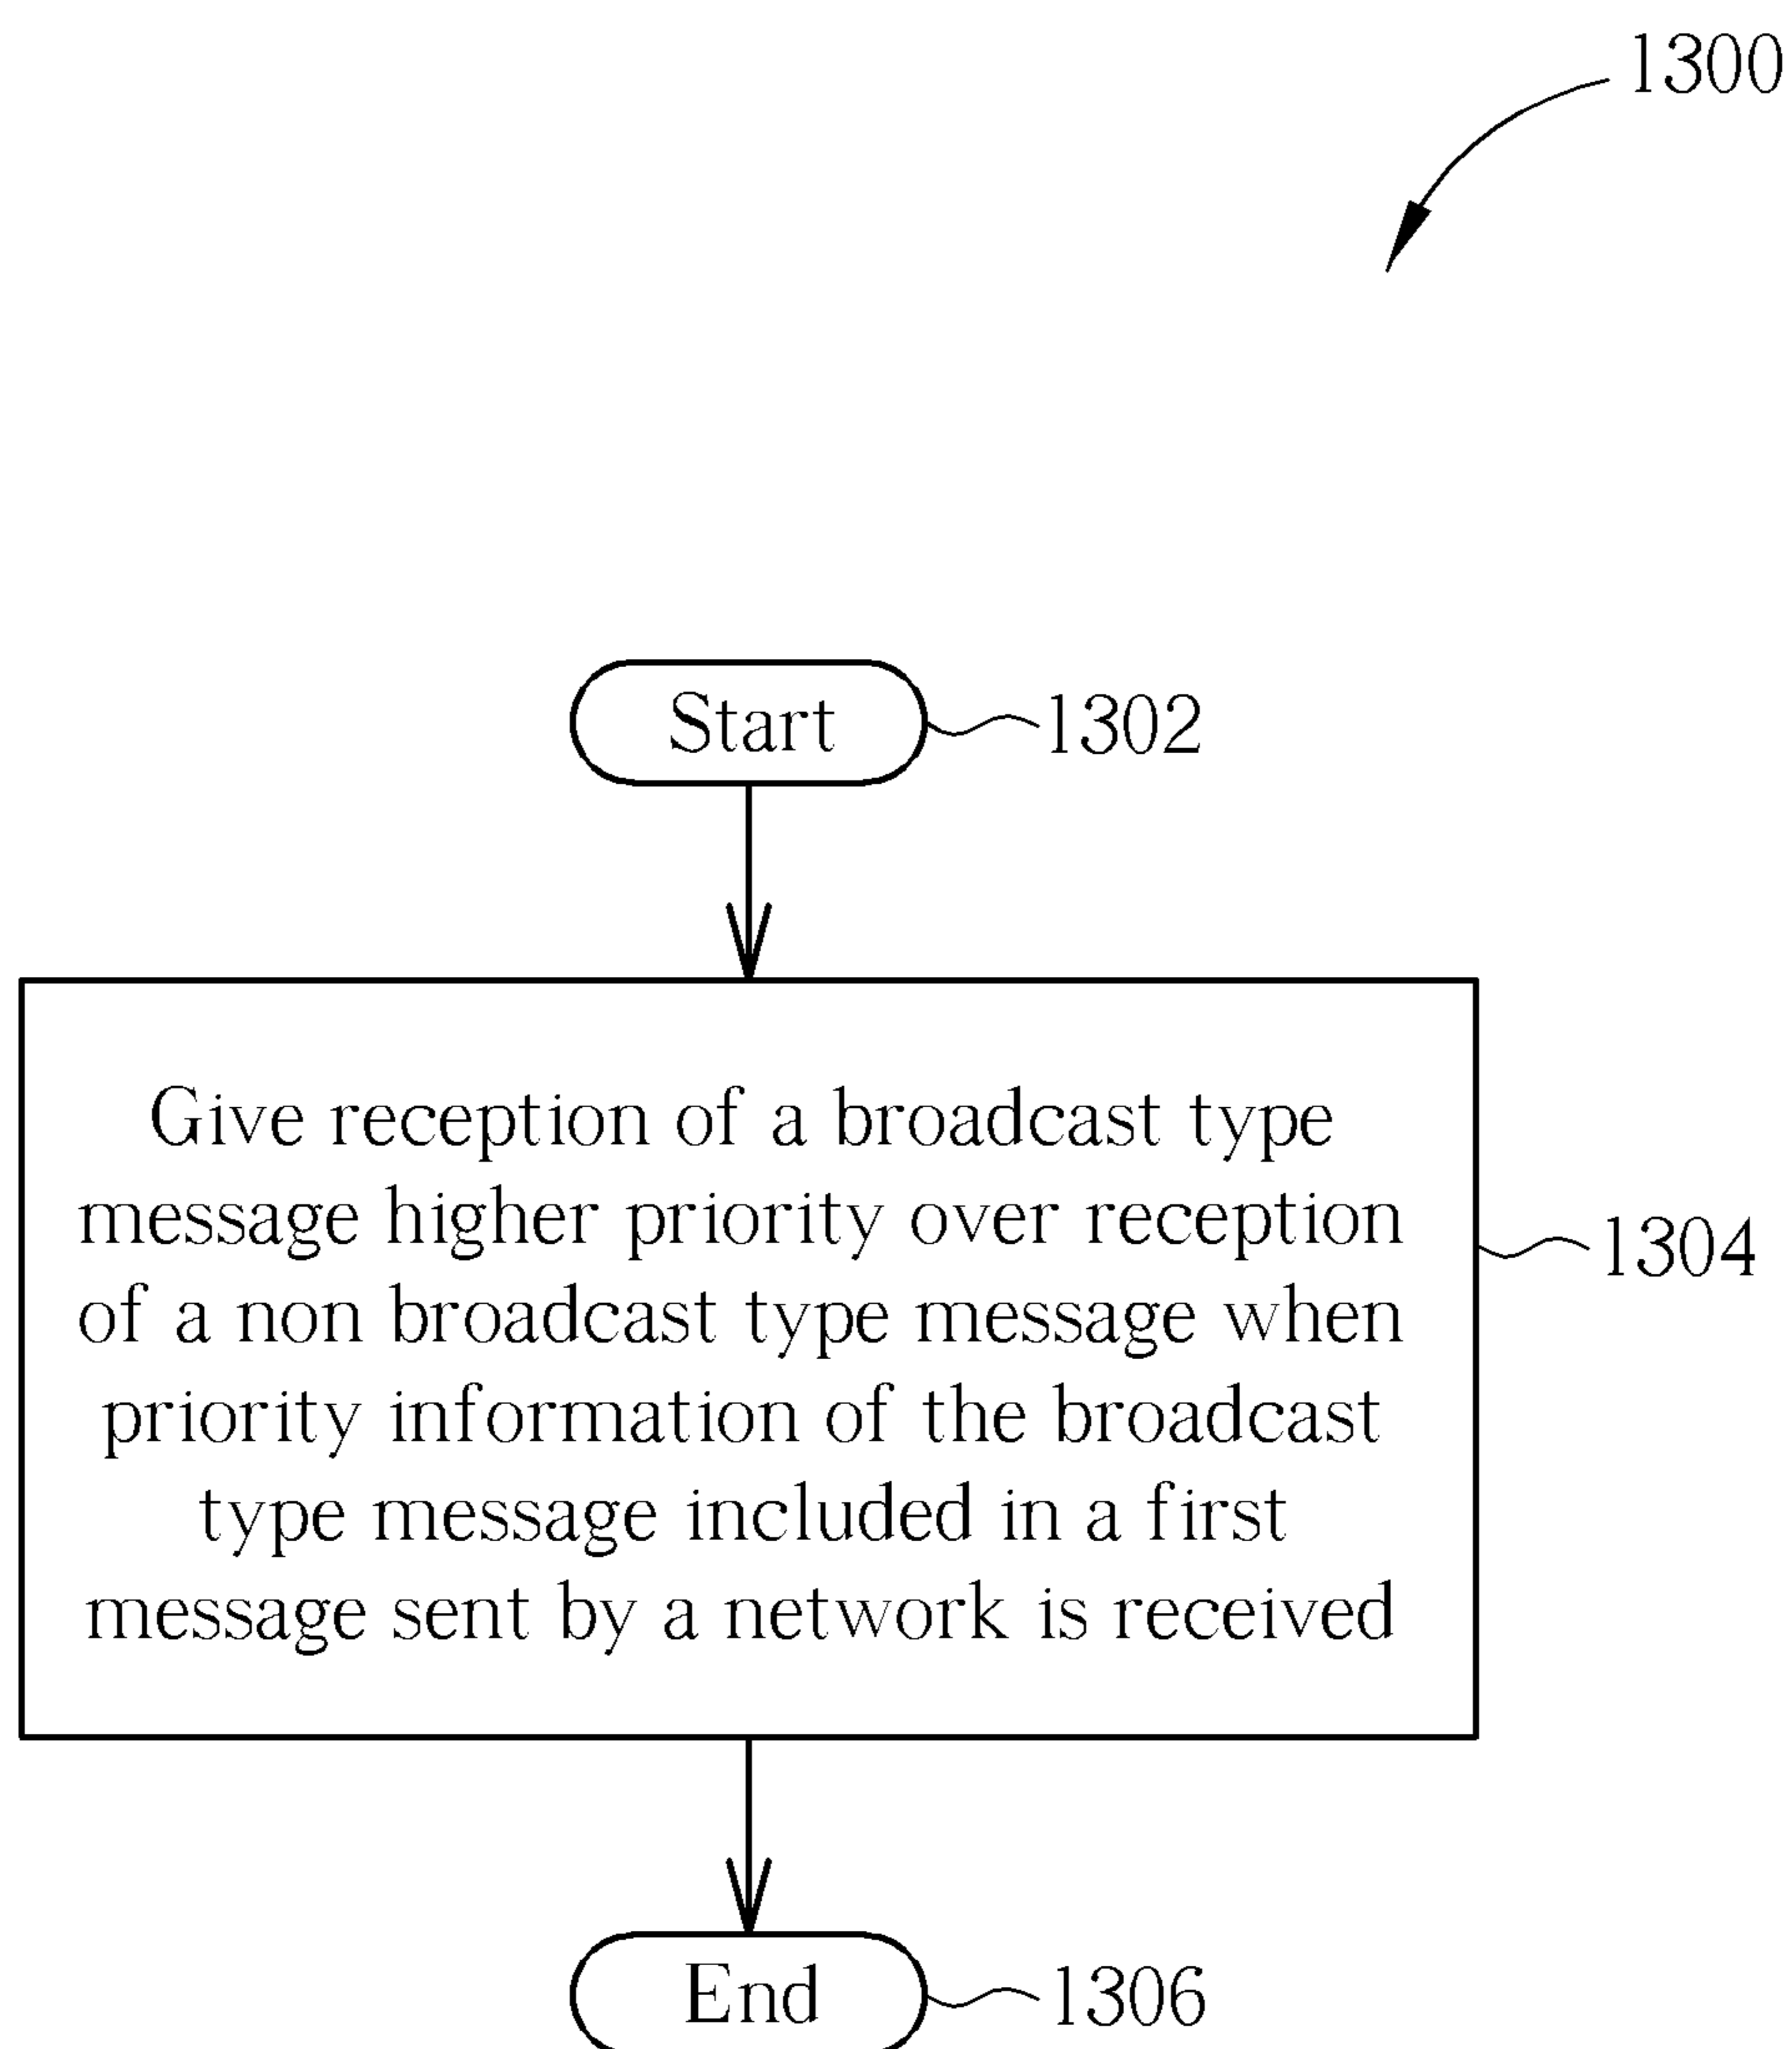 1300
Start
1302
Give reception of a broadcast type
message higher priority over reception
of a non broadcast type message when
priority information of the broadcast
type message included in a first
message sent by a network is received
1304
End
1306